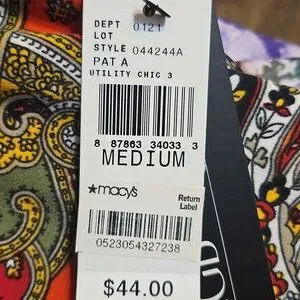 DEPT 0121
LOT
STYLE 044244A
PAT A
UTILITY CHIC 3
8 87863 34033 3
MEDIUM
★macy's
Return
Label
0523054327238
$44.00